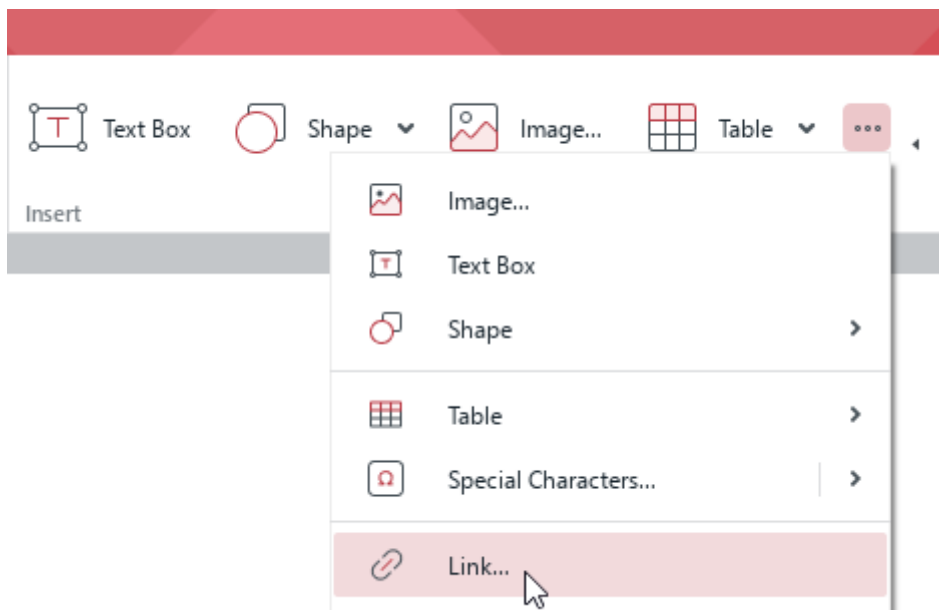 Text Box Shape Image... Table
Insert
Image...
Text Box
Shape
Table
Special Characters...
Link...